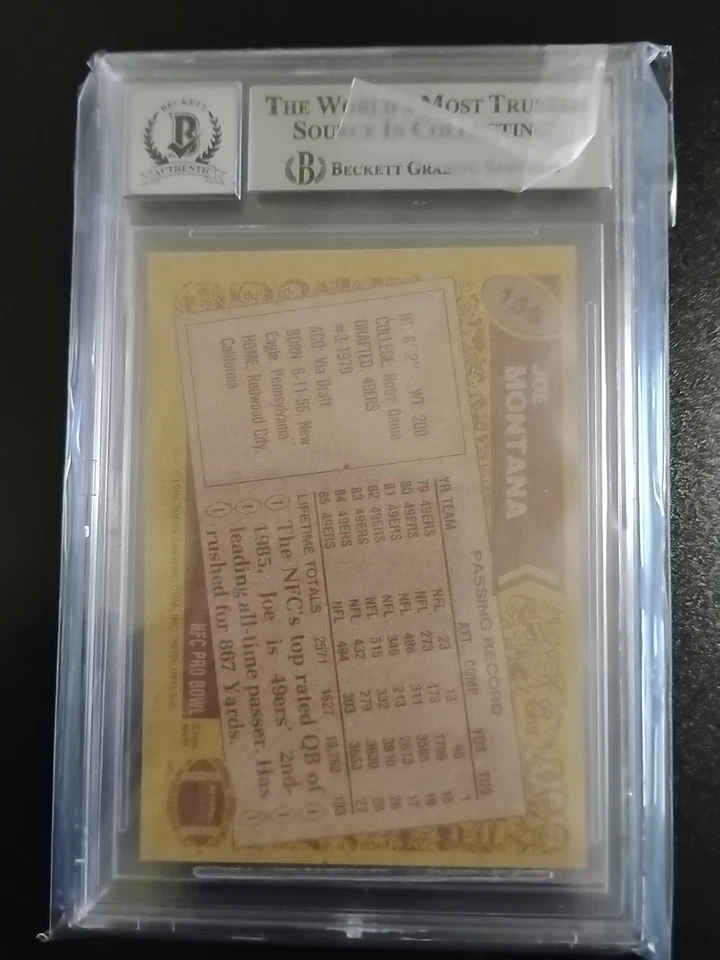 BECKETT
B
AUTHENTIC
THE WORLD'S MOST TRUSTED
SOURCE IN COLLECTING
B BECKETT
156
JOE
MONTANA
HT: 6' 2" WT: 200
COLLEGE: Notre Dame
DRAFTED: 49ERS
#3-1979
ACQ: Via Draft
BORN: 6-11-56, New
Eagle, Pennsylvania
HOME: Redwood City,
California
PASSING RECORD
YR TEAM ATT COMP YDS TDS
79 49ERS NFL 23 13 96 1
80 49ERS NFL 273 176 1795 15
81 49ERS NFL 488 311 3565 19
82 49ERS NFL 346 213 2613 17
83 49ERS NFL 515 332 3910 26
84 49ERS NFL 432 279 3630 28
85 49ERS NFL 494 303 3653 27
LIFETIME TOTALS 2571 1627 19,262 133
The NFC's top rated QB of
1985, Joe is 49ers' 2nd-
leading all-time passer. Has
rushed for 867 Yards.
NFC PRO BOWL